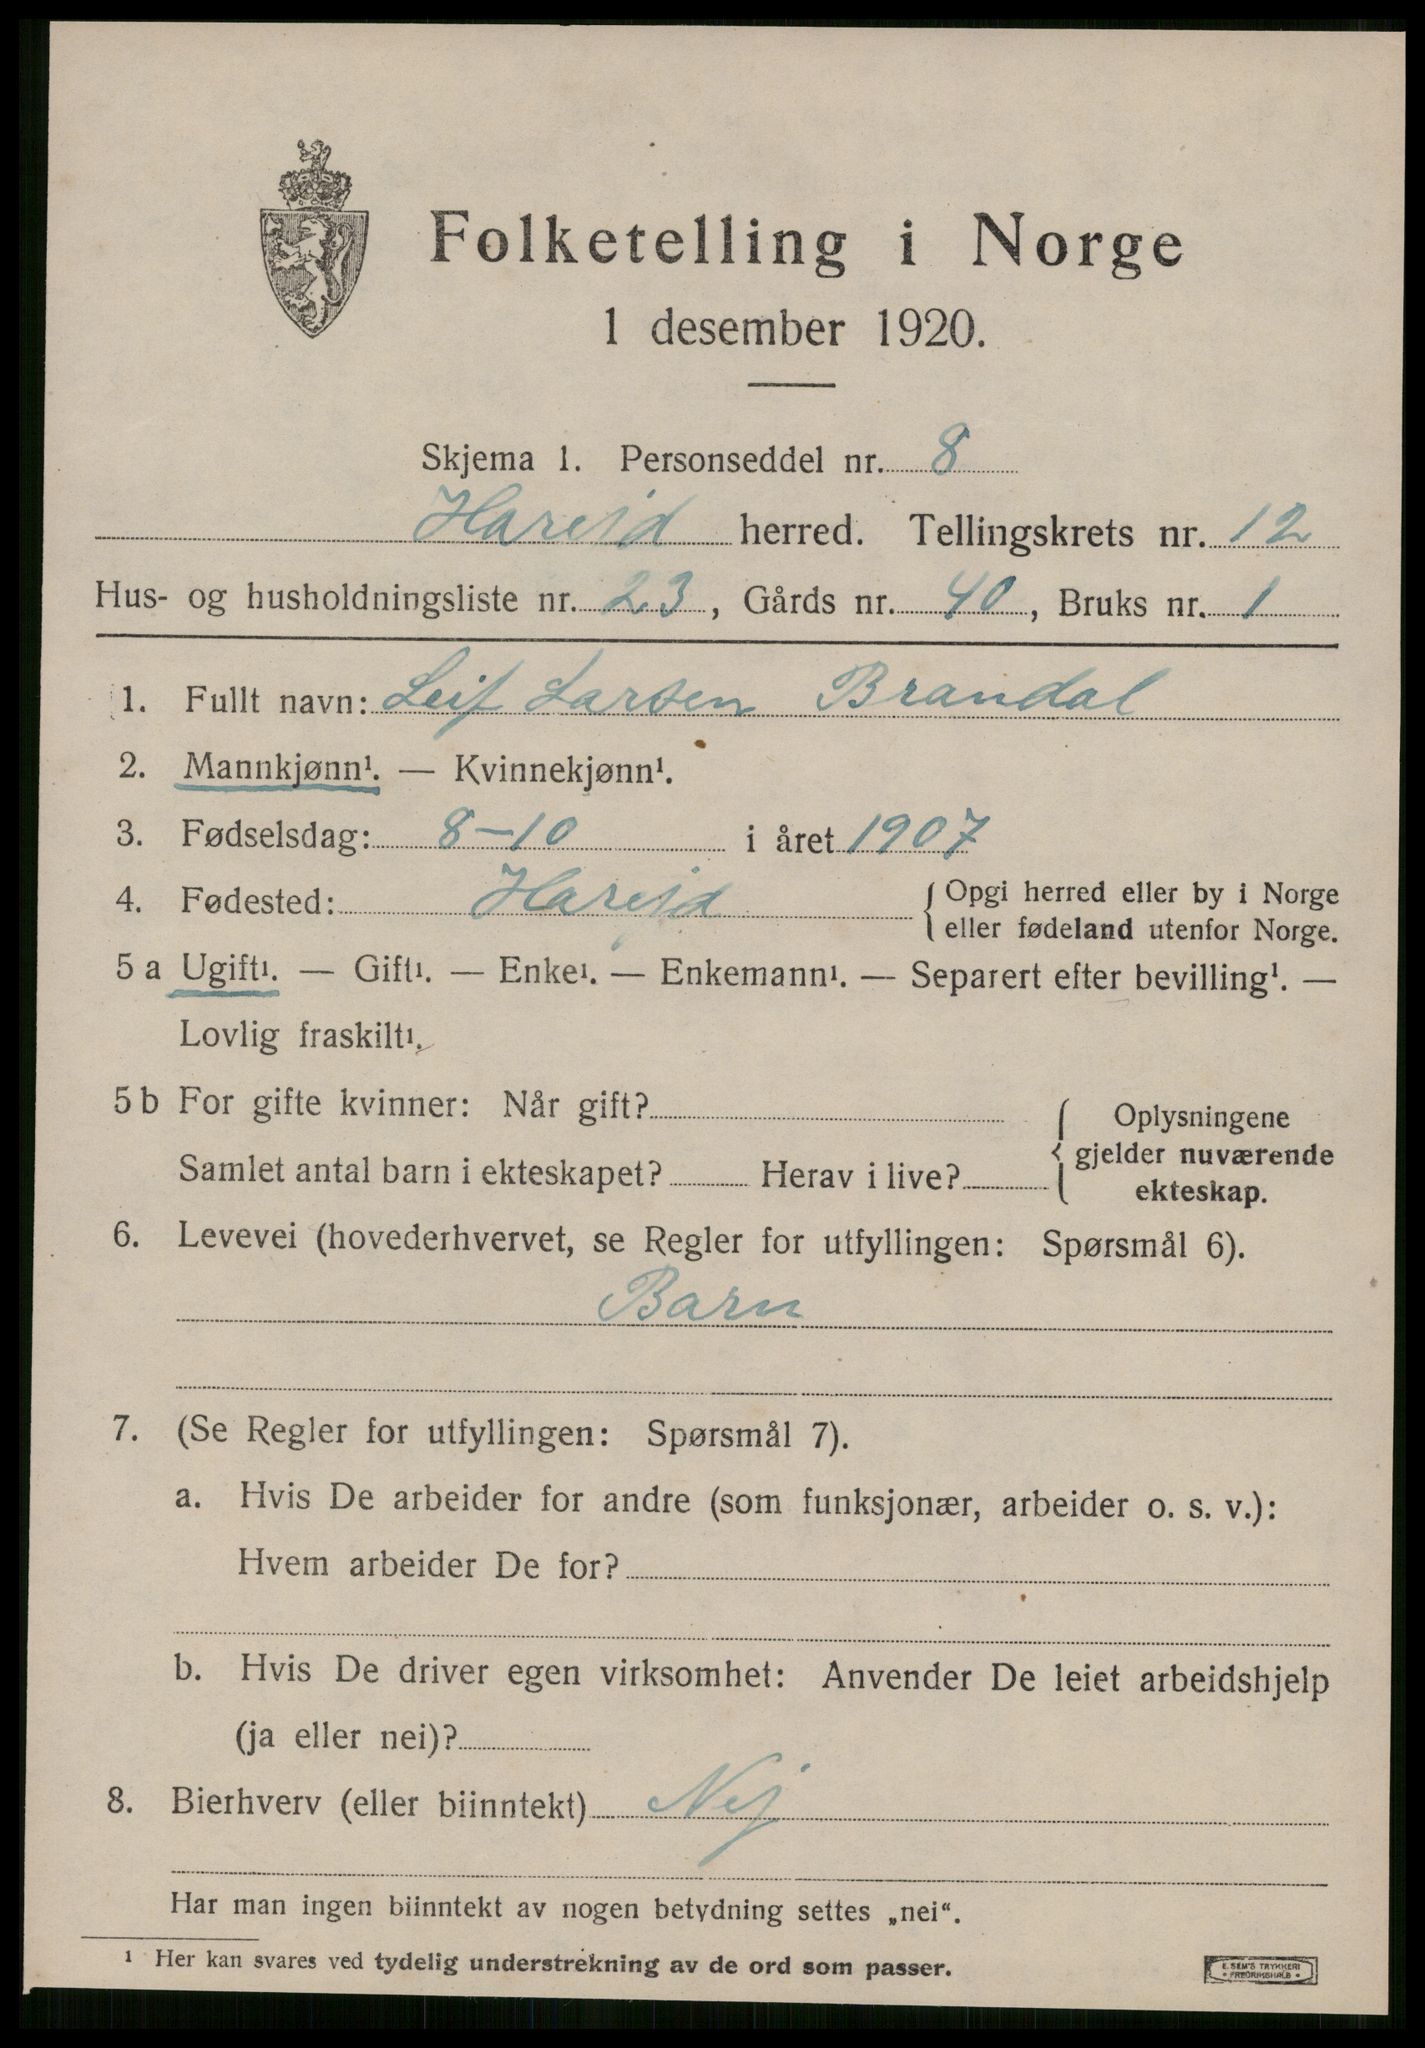 Folketelling i Norge
1 desember 1920.
Skjema 1. Personseddel nr. 8
Hareid herred. Tellingskrets nr. 12
Hus- og husholdningsliste nr. 23, Gårds nr. 40, Bruks nr. 1
1. Fullt navn: Leif Larsen Brandal
2. Mannkjønn¹. — Kvinnekjønn¹.
3. Fødselsdag: 8-10 i året 1907
4. Fødested: Hareid { Opgi herred eller by i Norge
eller fødeland utenfor Norge.
5 a Ugift¹. — Gift¹. — Enke¹. — Enkemann¹. — Separert efter bevilling¹. —
Lovlig fraskilt¹.
5 b For gifte kvinner: Når gift?
Samlet antal barn i ekteskapet? Herav i live?
{ Oplysningene
gjelder nuværende
ekteskap.
6. Levevei (hovederhvervet, se Regler for utfyllingen: Spørsmål 6).
Barn
7. (Se Regler for utfyllingen: Spørsmål 7).
a. Hvis De arbeider for andre (som funksjonær, arbeider o. s. v.):
Hvem arbeider De for?
b. Hvis De driver egen virksomhet: Anvender De leiet arbeidshjelp
(ja eller nei)?
8. Bierhverv (eller biinntekt) Nej
Har man ingen biinntekt av nogen betydning settes „nei“.
¹ Her kan svares ved tydelig understrekning av de ord som passer.
E. SEM'S TRYKKERI
FREDRIKSHALD